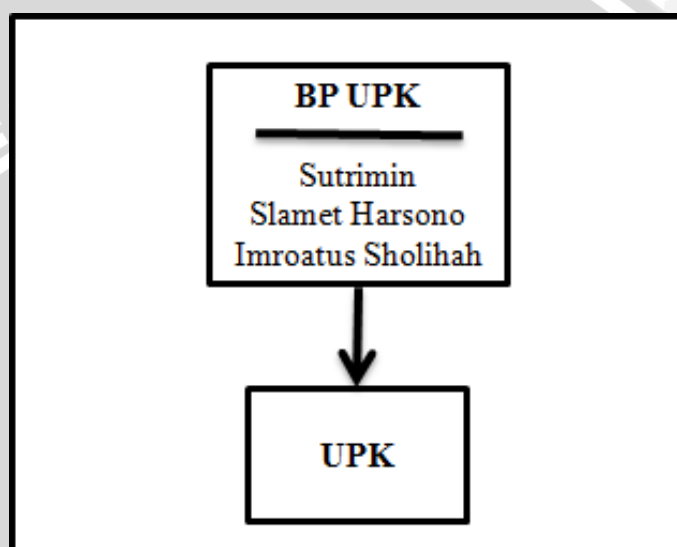 BP UPK
Sutrimin
Slamet Harsono
Imroatus Sholihah
UPK